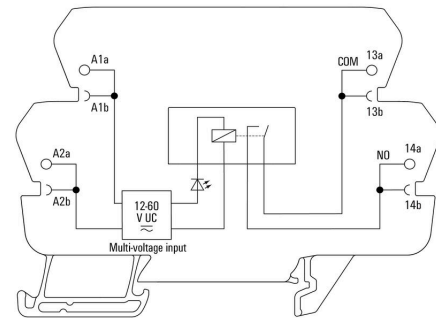 A1a
A1b
A2a
A2b
12-60
V UC
Multi-voltage input
COM
13a
13b
NO
14a
14b